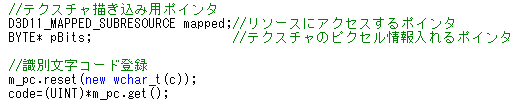 //テクスチャ描き込み用ポインタ
D3D11_MAPPED_SUBRESOURCE mapped;//リソースにアクセスするポインタ
BYTE* pBits; //テクスチャのピクセル情報入れるポインタ
//識別文字コード登録
m_pc.reset(new wchar_t(c));
code=(UINT)*m_pc.get();